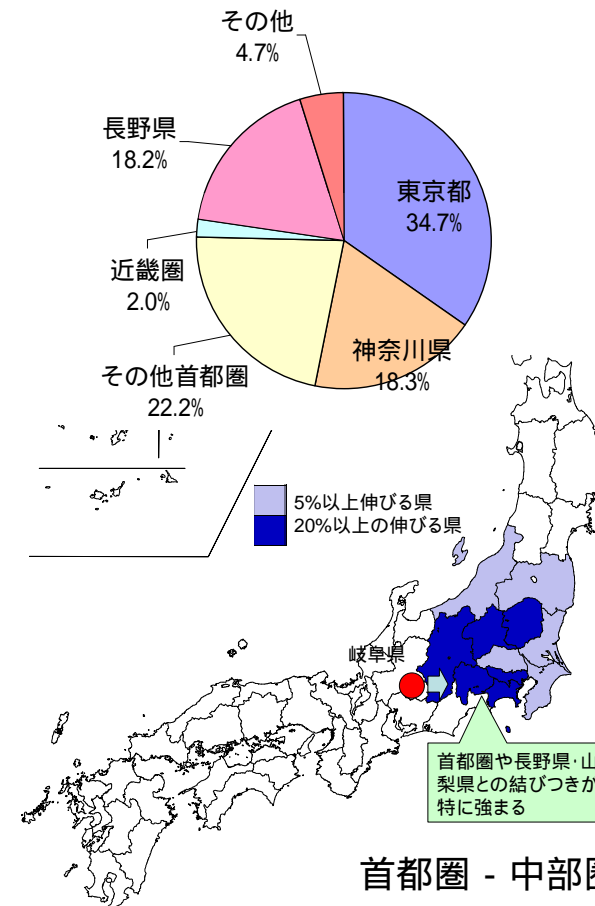 その他
4.7%
長野県
18.2%
東京都
34.7%
近畿圏
2.0%
神奈川県
18.3%
その他首都圏
22.2%
5%以上伸びる県
20%以上の伸びる県
岐阜県
首都圏や長野県・山
梨県との結びつきが
特に強まる
首都圏 - 中部圏